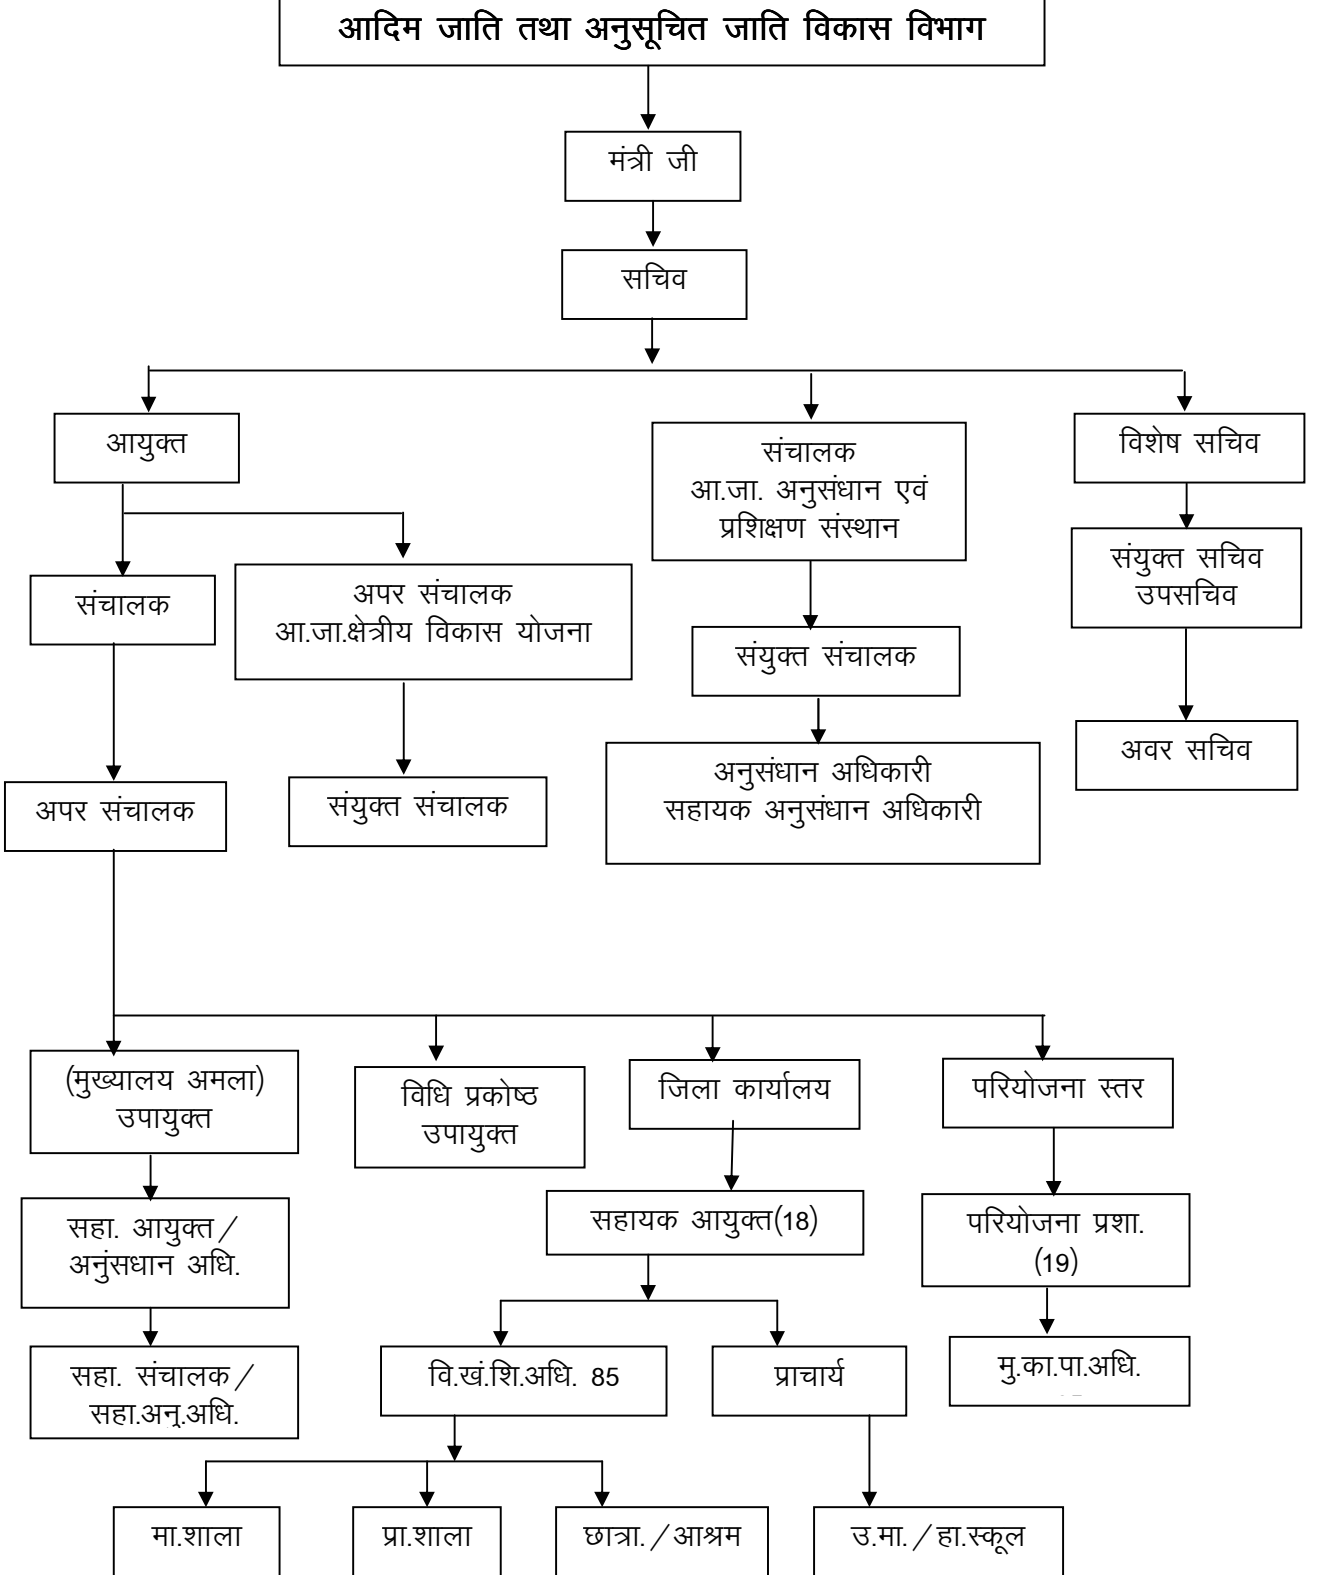 आदिम जाति तथा अनुसूचित जाति विकास विभाग
मंत्री जी
सचिव
आयुक्त
संचालक
आ.जा. अनुसंधान एवं
प्रशिक्षण संस्थान
विशेष सचिव
संचालक
अपर संचालक
आ.जा.क्षेत्रीय विकास योजना
संयुक्त संचालक
संयुक्त सचिव
उपसचिव
अपर संचालक
संयुक्त संचालक
अनुसंधान अधिकारी
सहायक अनुसंधान अधिकारी
अवर सचिव
(मुख्यालय अमला)
उपायुक्त
विधि प्रकोष्ठ
उपायुक्त
जिला कार्यालय
परियोजना स्तर
सहा. आयुक्त/
अनुंसधान अधि.
सहायक आयुक्त(18)
परियोजना प्रशा.
(19)
सहा. संचालक/
सहा.अनु.अधि.
वि.खं.शि.अधि. 85
प्राचार्य
मु.का.पा.अधि.
मा.शाला
प्रा.शाला
छात्रा./आश्रम
उ.मा./हा.स्कूल